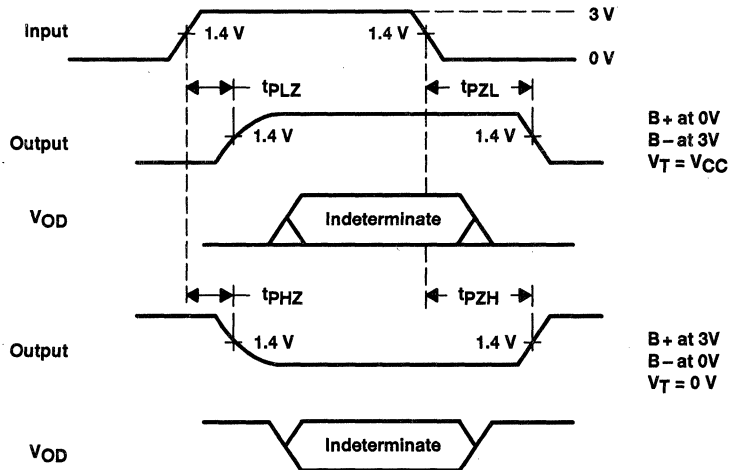 3 V
Input
1.4 V
1.4 V
0 V
tPLZ
tPZL
B+ at 0V
1.4 V
1.4 V
Output
B− at 3V
VT = VCC
VOD
Indeterminate
tPHZ
tPZH
B+ at 3V
Output
1.4 V
1.4 V
B− at 0V
VT = 0 V
VOD
Indeterminate